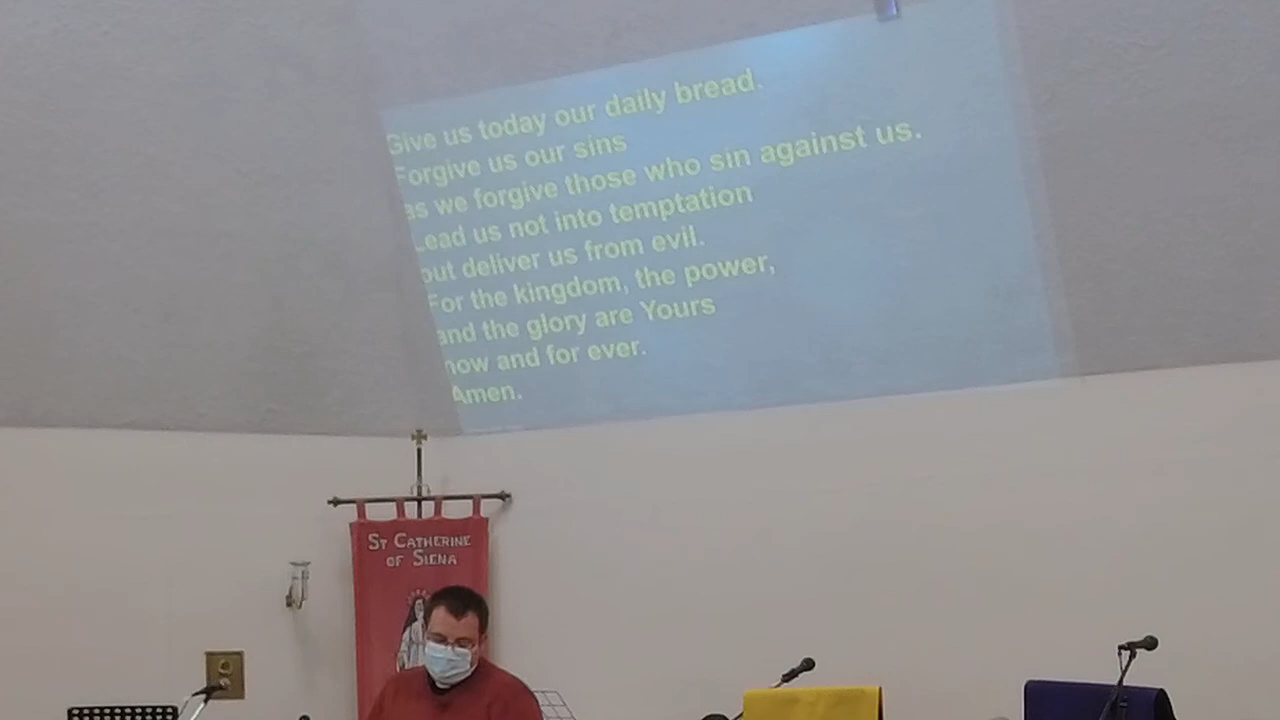 Give us today our daily bread.
Forgive us our sins
as we forgive those who sin against us.
Lead us not into temptation
but deliver us from evil.
For the kingdom, the power,
and the glory are Yours
now and for ever.
Amen.
ST CATHERINE
OF SIENA